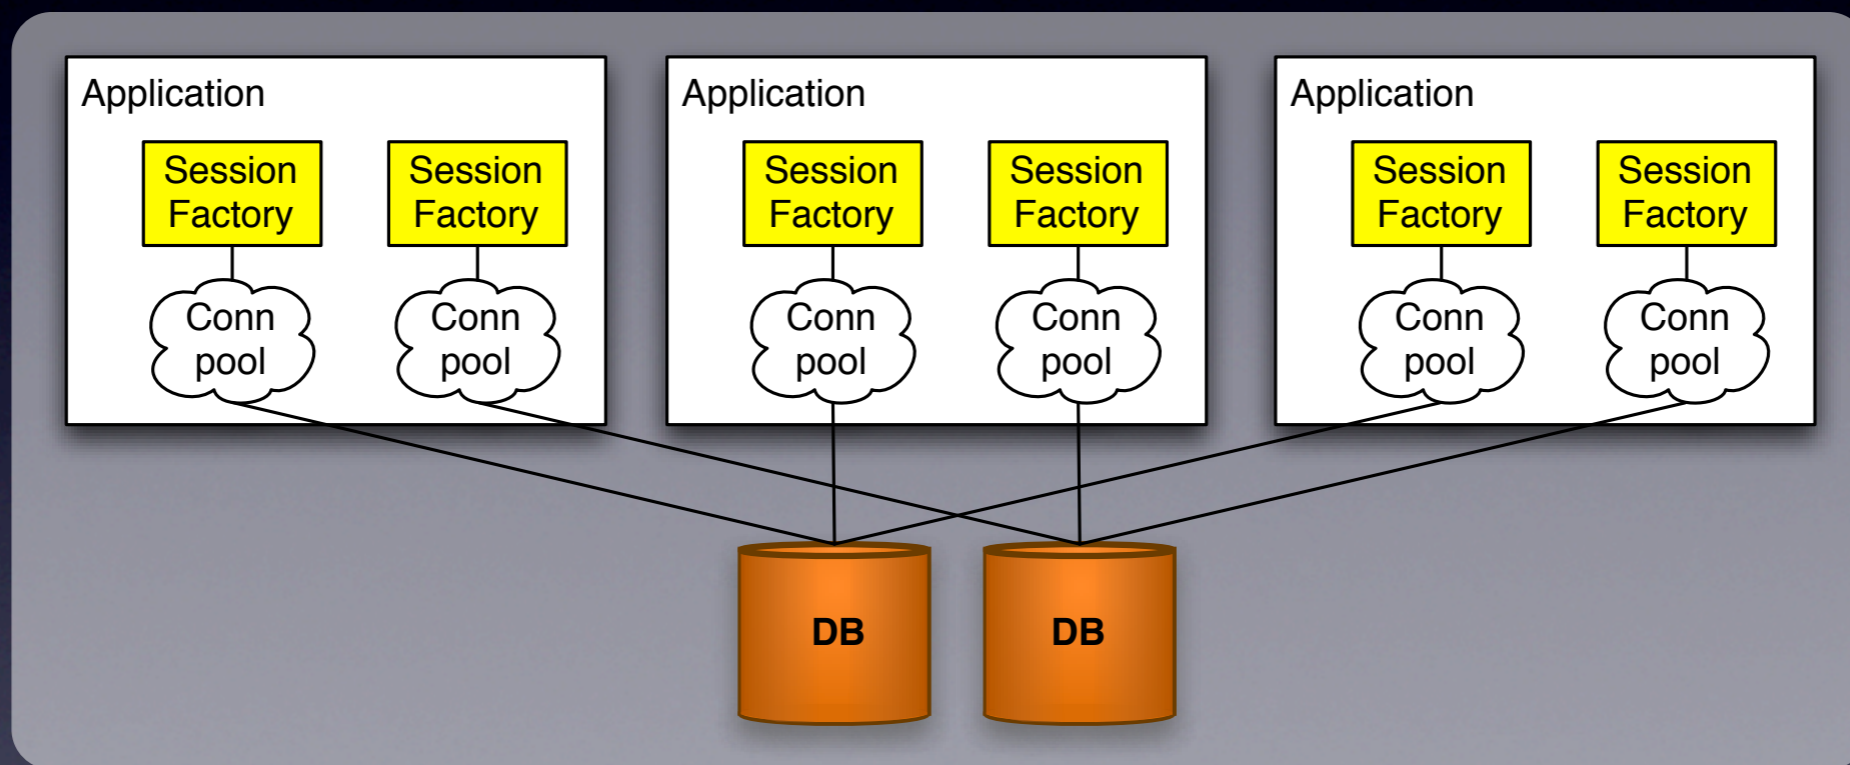 Application
Session
Factory
Session
Factory
Conn
pool
Conn
pool
Application
Session
Factory
Session
Factory
Conn
pool
Conn
pool
Application
Session
Factory
Session
Factory
Conn
pool
Conn
pool
DB
DB